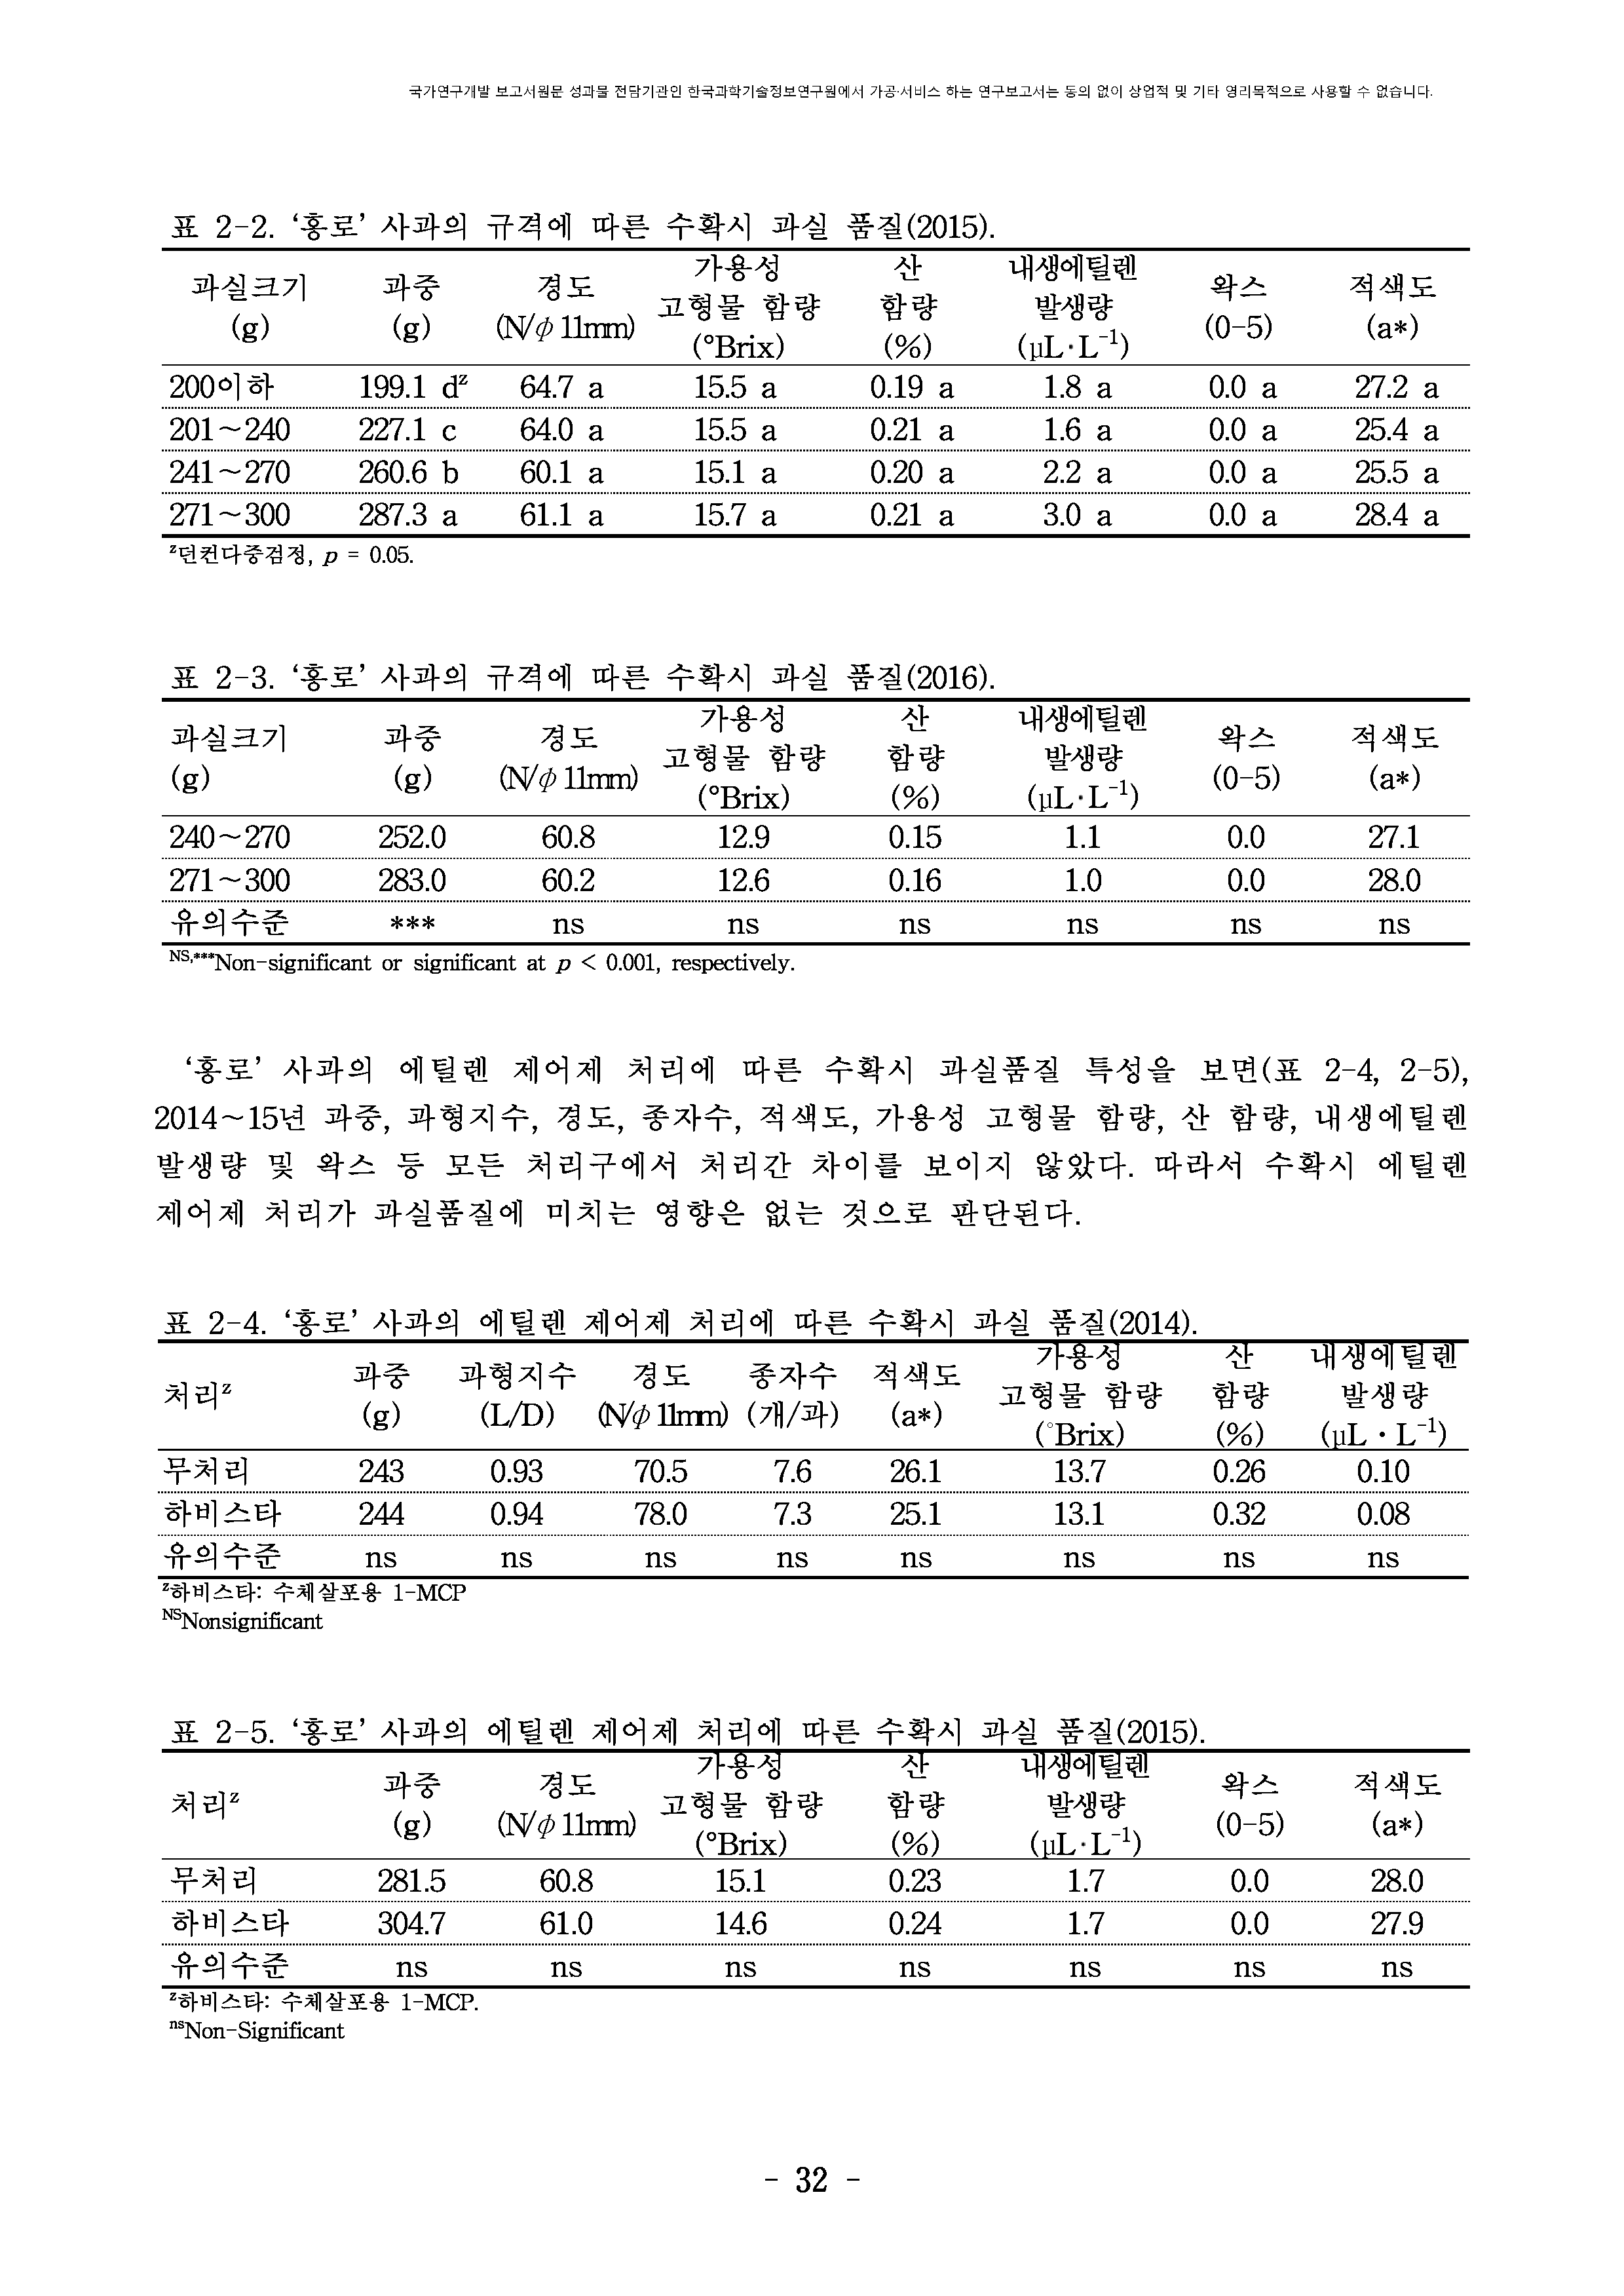 국가연구개발 보고서원문 성과물 전담기관인 한국과학기술정보연구원에서 가공·서비스 하는 연구보고서는 동의 없이 상업적 및 기타 영리목적으로 사용할 수 없습니다.
표 2-2. ‘홍로’ 사과의 규격에 따른 수확시 과실 품질(2015).
과실크기 (g) 과중 (g) 경도 (N/φ11mm) 가용성 고형물 함량 (°Brix) 산 함량 (%) 내생에틸렌 발생량 (μL·L⁻¹) 왁스 (0-5) 적색도 (a*)
200이하 199.1 dᶻ 64.7 a 15.5 a 0.19 a 1.8 a 0.0 a 27.2 a
201~240 227.1 c 64.0 a 15.5 a 0.21 a 1.6 a 0.0 a 25.4 a
241~270 260.6 b 60.1 a 15.1 a 0.20 a 2.2 a 0.0 a 25.5 a
271~300 287.3 a 61.1 a 15.7 a 0.21 a 3.0 a 0.0 a 28.4 a
ᶻ던컨다중검정, p = 0.05.
표 2-3. ‘홍로’ 사과의 규격에 따른 수확시 과실 품질(2016).
과실크기 (g) 과중 (g) 경도 (N/φ11mm) 가용성 고형물 함량 (°Brix) 산 함량 (%) 내생에틸렌 발생량 (μL·L⁻¹) 왁스 (0-5) 적색도 (a*)
240~270 252.0 60.8 12.9 0.15 1.1 0.0 27.1
271~300 283.0 60.2 12.6 0.16 1.0 0.0 28.0
유의수준 *** ns ns ns ns ns ns
NS,***Non-significant or significant at p < 0.001, respectively.
‘홍로’ 사과의 에틸렌 제어제 처리에 따른 수확시 과실품질 특성을 보면(표 2-4, 2-5),
2014~15년 과중, 과형지수, 경도, 종자수, 적색도, 가용성 고형물 함량, 산 함량, 내생에틸렌
발생량 및 왁스 등 모든 처리구에서 처리간 차이를 보이지 않았다. 따라서 수확시 에틸렌
제어제 처리가 과실품질에 미치는 영향은 없는 것으로 판단된다.
표 2-4. ‘홍로’ 사과의 에틸렌 제어제 처리에 따른 수확시 과실 품질(2014).
처리ᶻ 과중 (g) 과형지수 (L/D) 경도 (N/φ11mm) 종자수 (개/과) 적색도 (a*) 가용성 고형물 함량 (°Brix) 산 함량 (%) 내생에틸렌 발생량 (μL·L⁻¹)
무처리 243 0.93 70.5 7.6 26.1 13.7 0.26 0.10
하비스타 244 0.94 78.0 7.3 25.1 13.1 0.32 0.08
유의수준 ns ns ns ns ns ns ns ns
ᶻ하비스타: 수체살포용 1-MCP
NSNonsignificant
표 2-5. ‘홍로’ 사과의 에틸렌 제어제 처리에 따른 수확시 과실 품질(2015).
처리ᶻ 과중 (g) 경도 (N/φ11mm) 가용성 고형물 함량 (°Brix) 산 함량 (%) 내생에틸렌 발생량 (μL·L⁻¹) 왁스 (0-5) 적색도 (a*)
무처리 281.5 60.8 15.1 0.23 1.7 0.0 28.0
하비스타 304.7 61.0 14.6 0.24 1.7 0.0 27.9
유의수준 ns ns ns ns ns ns ns
ᶻ하비스타: 수체살포용 1-MCP.
nsNon-Significant
- 32 -